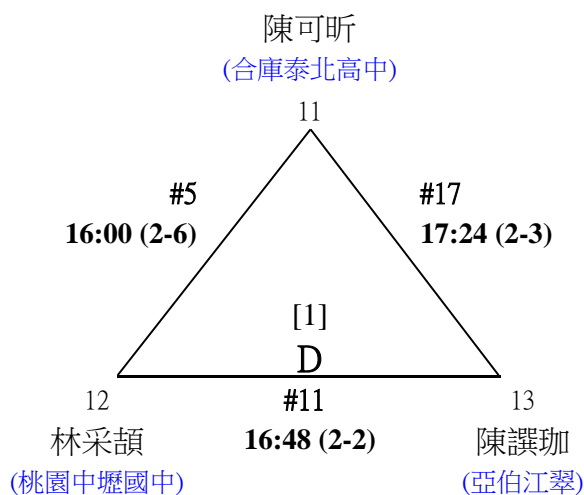 陳可昕
(合庫泰北高中)
11
#5
16:00 (2-6)
#17
17:24 (2-3)
[1]
D
12
#11
13
林采頡
16:48 (2-2)
陳譔珈
(桃園中壢國中)
(亞伯江翠)